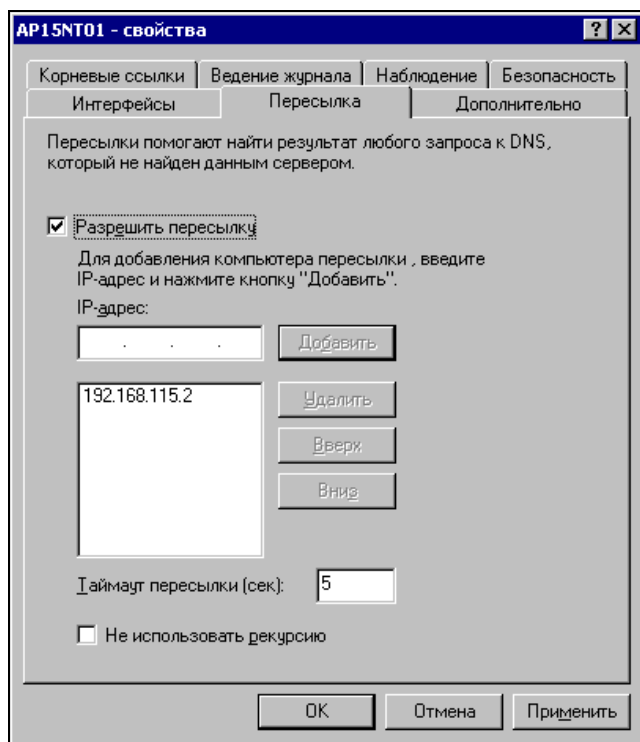 AP15NT01 - свойства
Корневые ссылки Ведение журнала Наблюдение Безопасность
Интерфейсы Пересылка Дополнительно
Пересылки помогают найти результат любого запроса к DNS,
который не найден данным сервером.
Разрешить пересылку
Для добавления компьютера пересылки , введите
IP-адрес и нажмите кнопку "Добавить".
IP-адрес:
. . . Добавить
192.168.115.2 Удалить
Вверх
Вниз
Таймаут пересылки (сек): 5
Не использовать рекурсию
OK Отмена Применить